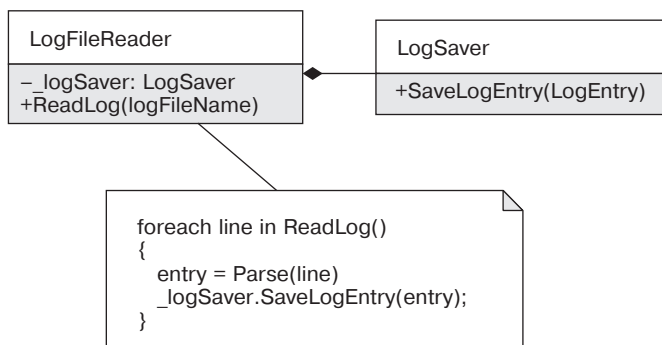 LogFileReader
–_logSaver: LogSaver
+ReadLog(logFileName)
LogSaver
+SaveLogEntry(LogEntry)
foreach line in ReadLog()
{
entry = Parse(line)
_logSaver.SaveLogEntry(entry);
}